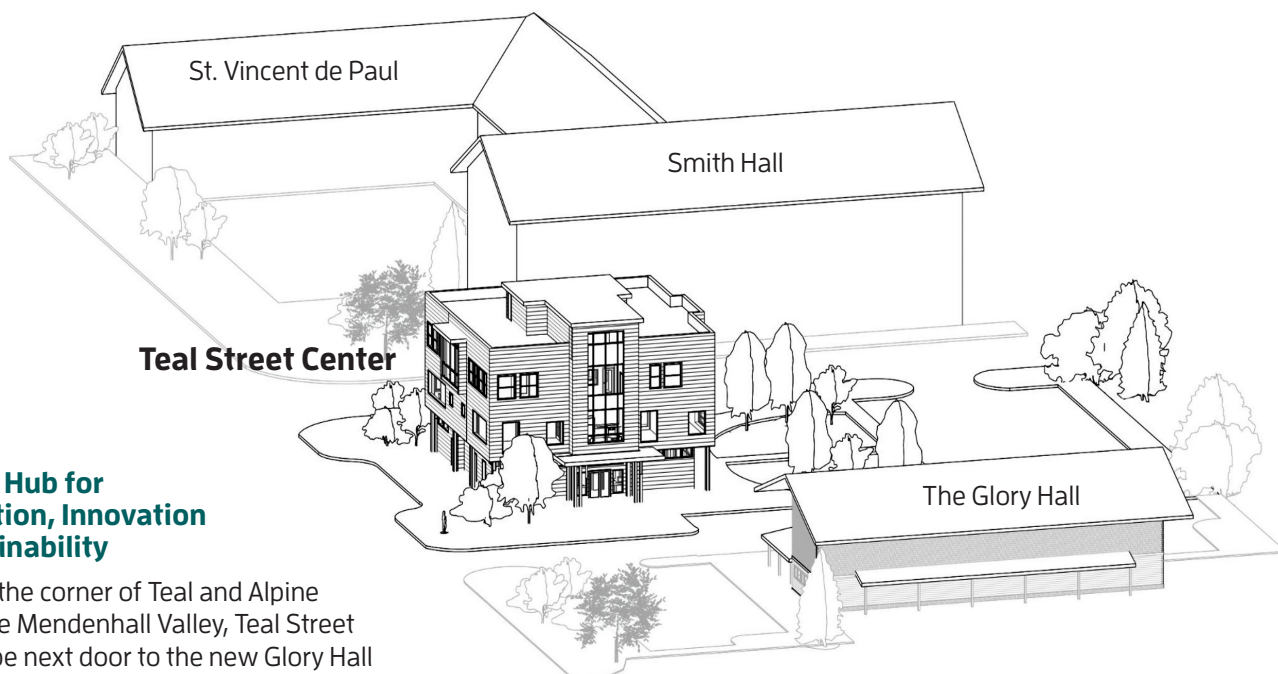 St. Vincent de Paul
Smith Hall
Teal Street Center
The Glory Hall
Hub for
tion, Innovation
inability
the corner of Teal and Alpine
e Mendenhall Valley, Teal Street
be next door to the new Glory Hall